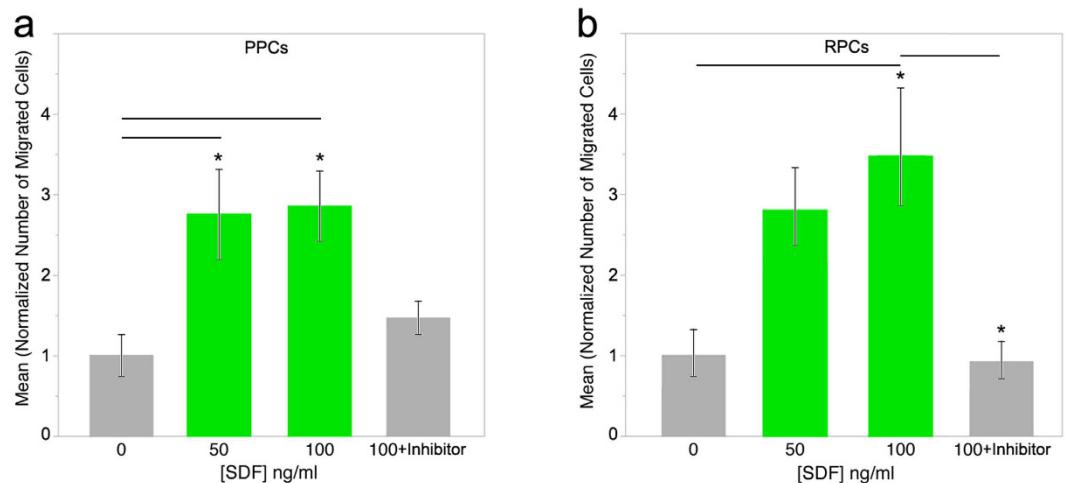 a
PPCs
Mean (Normalized Number of Migrated Cells)
4
3
2
1
0
*
*
0
50
100
100+Inhibitor
[SDF] ng/ml
b
RPCs
Mean (Normalized Number of Migrated Cells)
4
3
2
1
0
*
*
0
50
100
100+Inhibitor
[SDF] ng/ml